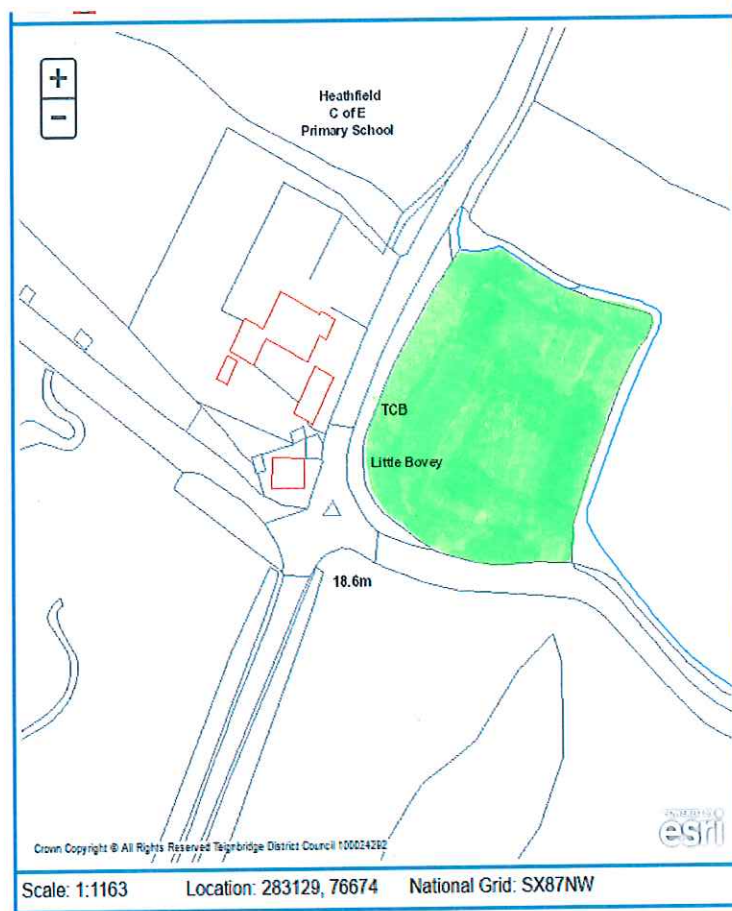 +
−
Heathfield
C of E
Primary School
TCB
Little Bovey
18.6m
esri
Crown Copyright © All Rights Reserved Teignbridge District Council 100024292
Scale: 1:1163 Location: 283129, 76674 National Grid: SX87NW